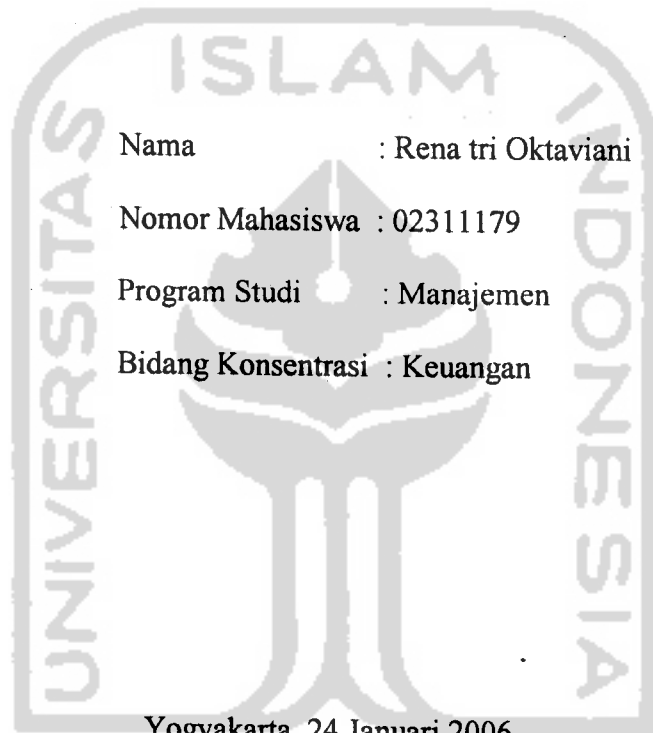 UNIVERSITAS ISLAM INDONESIA
Nama : Rena tri Oktaviani
Nomor Mahasiswa : 02311179
Program Studi : Manajemen
Bidang Konsentrasi : Keuangan
Yogyakarta, 24 Januari 2006